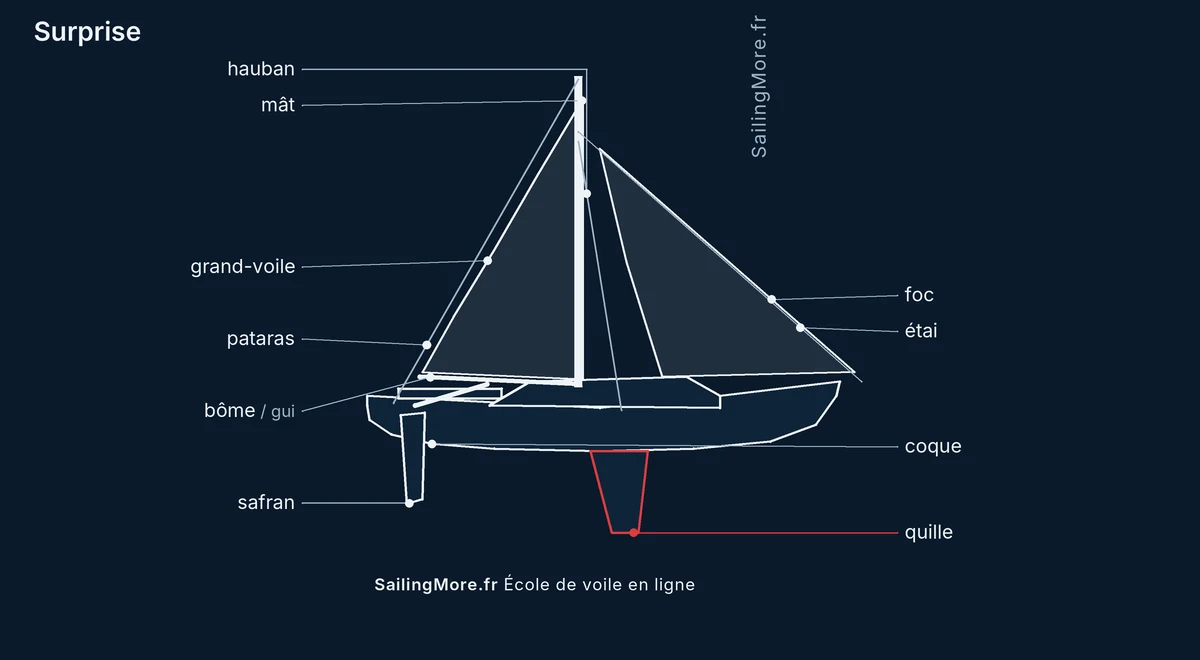 Surprise
SailingMore.fr
hauban
mât
grand-voile
pataras
bôme / gui
safran
foc
étai
coque
quille
SailingMore.fr École de voile en ligne